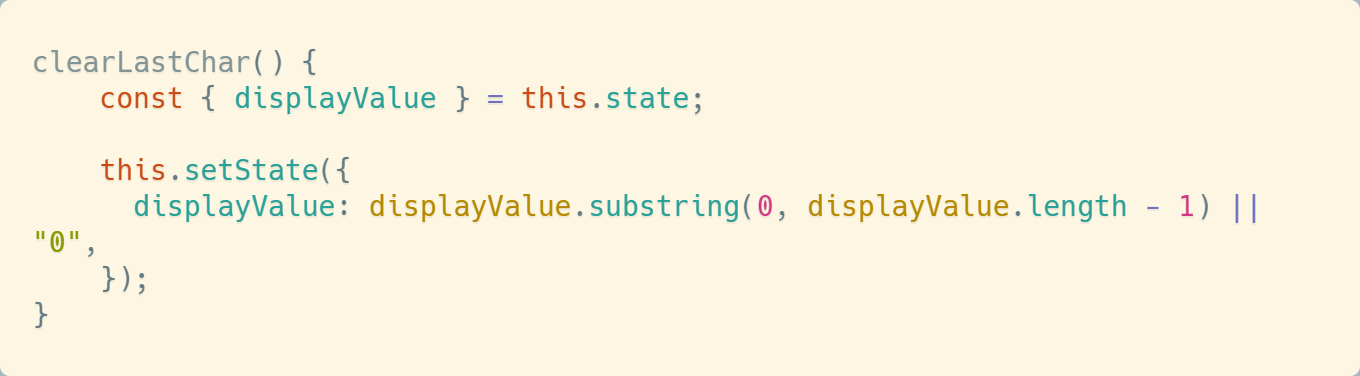 clearLastChar() {
    const { displayValue } = this.state;

    this.setState({
      displayValue: displayValue.substring(0, displayValue.length - 1) ||
"0",
    });
}